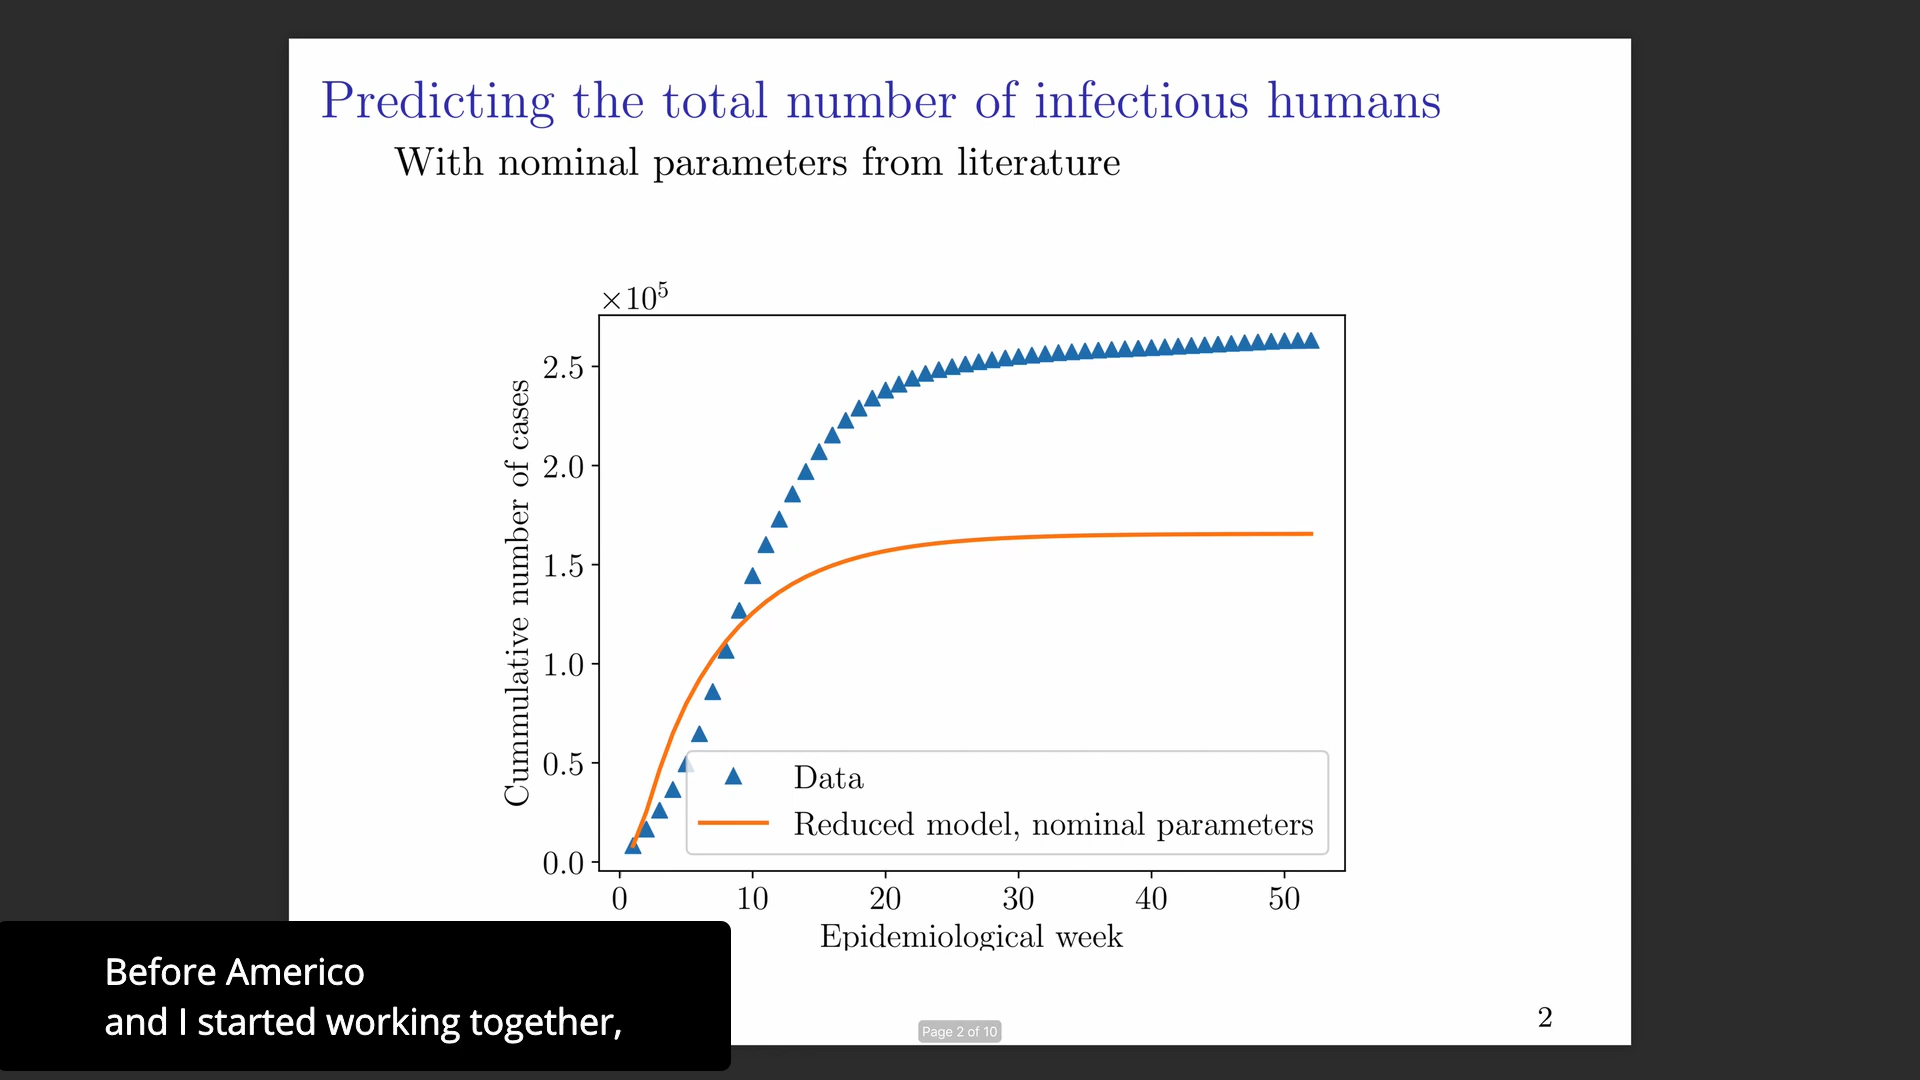 Predicting the total number of infectious humans
With nominal parameters from literature
×10⁵
2.5
2.0
1.5
1.0
0.5
0.0
Cummulative number of cases
Data
Reduced model, nominal parameters
0 10 20 30 40 50
Epidemiological week
Before Americo
and I started working together,
Page 2 of 10
2